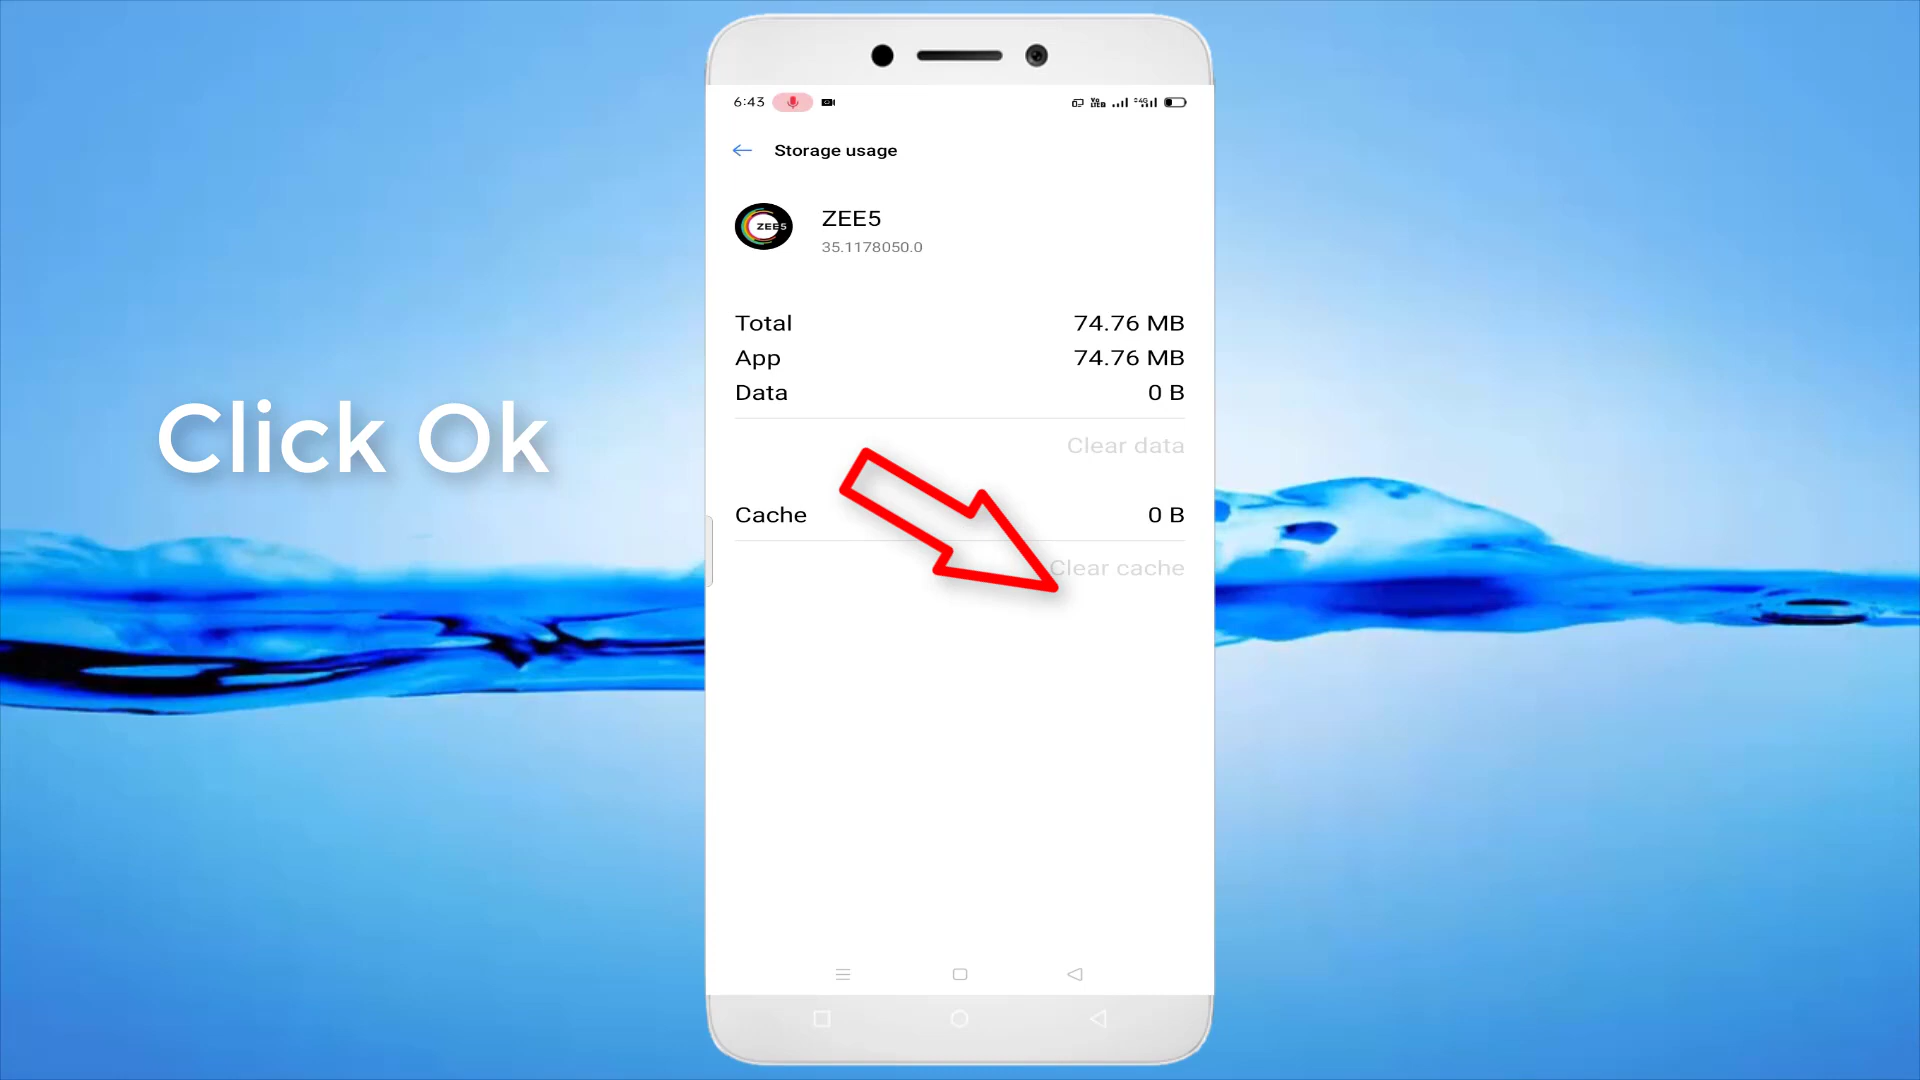 6:43
Storage usage
ZEE5
ZEE5
35.1178050.0
Total 74.76 MB
App 74.76 MB
Data 0 B
Clear data
Click Ok
Cache 0 B
Clear cache